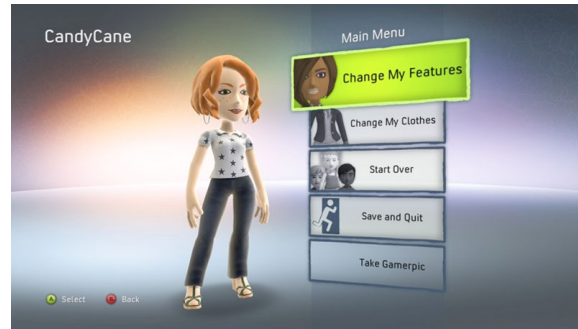 CandyCane
Main Menu
Change My Features
Change My Clothes
Start Over
Save and Quit
Take Gamerpic
A Select B Back